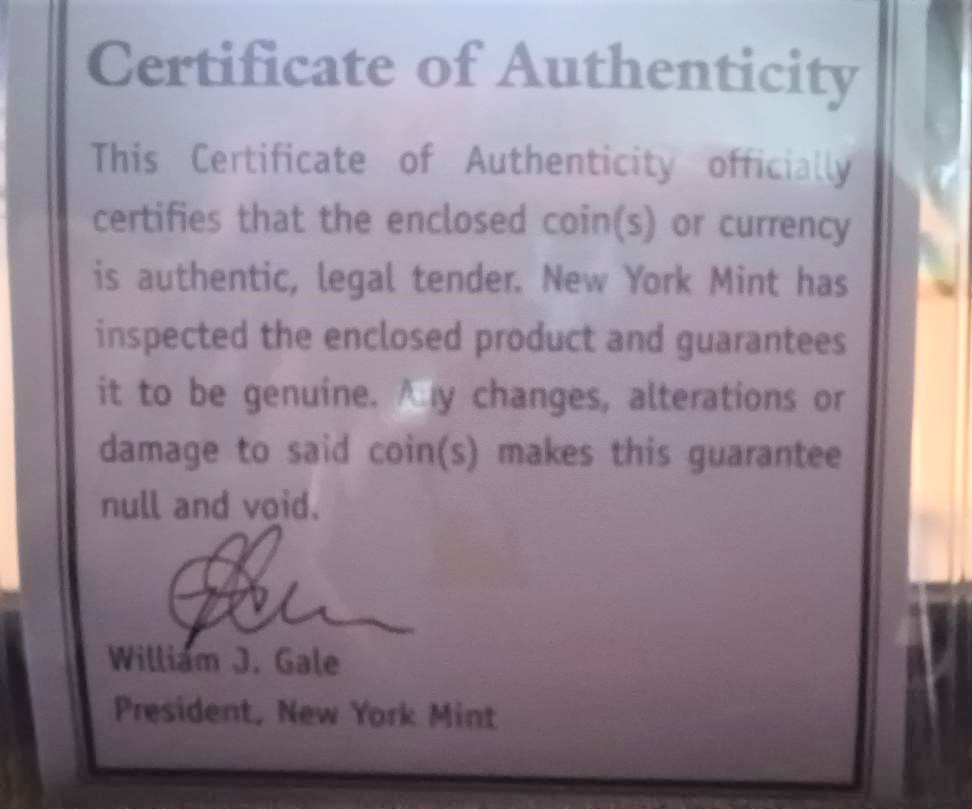 Certificate of Authenticity
This Certificate of Authenticity officially
certifies that the enclosed coin(s) or currency
is authentic, legal tender. New York Mint has
inspected the enclosed product and guarantees
it to be genuine. Any changes, alterations or
damage to said coin(s) makes this guarantee
null and void.
William J. Gale
President, New York Mint